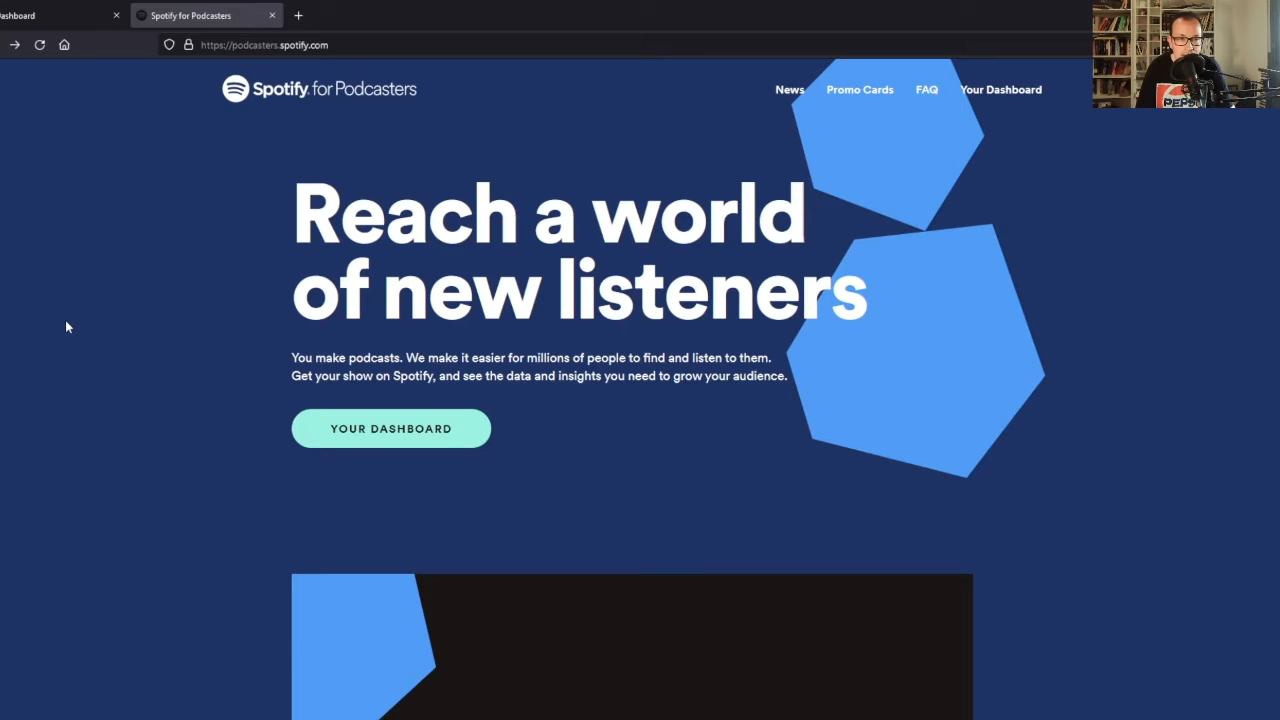 Dashboard
Spotify for Podcasters
https://podcasters.spotify.com
Spotify for Podcasters
News
Promo Cards
FAQ
Your Dashboard
PEPSI
Reach a world
of new listeners
You make podcasts. We make it easier for millions of people to find and listen to them.
Get your show on Spotify, and see the data and insights you need to grow your audience.
YOUR DASHBOARD